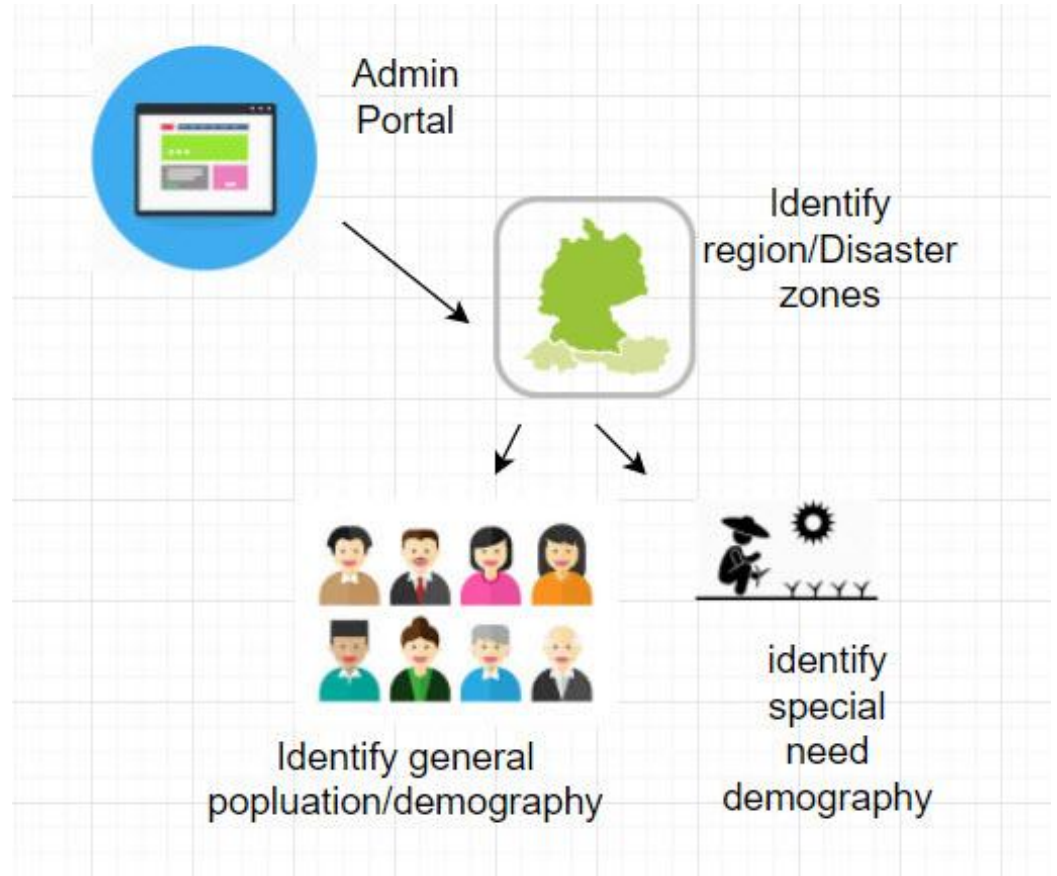 Admin
Portal
Identify
region/Disaster
zones
Identify general
popluation/demography
identify
special
need
demography